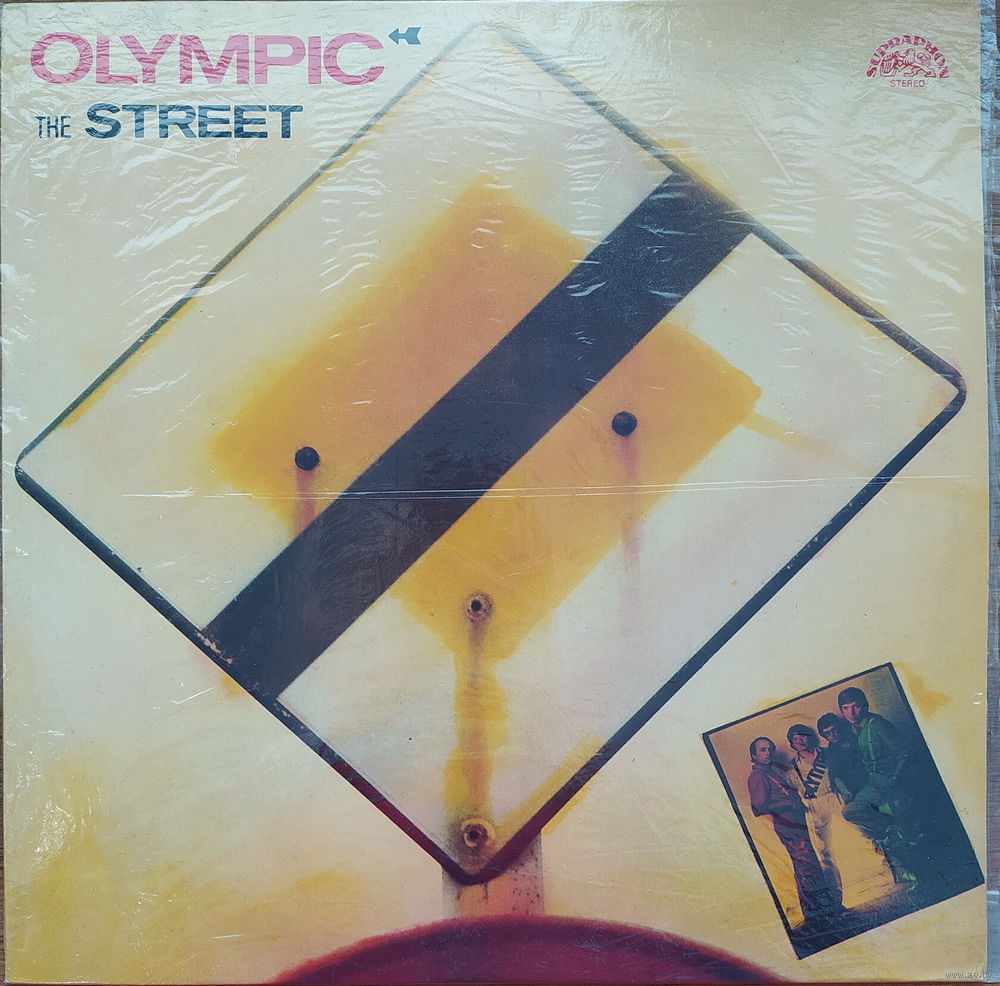 OLYMPIC
THE STREET
SUPRAPHON
STEREO